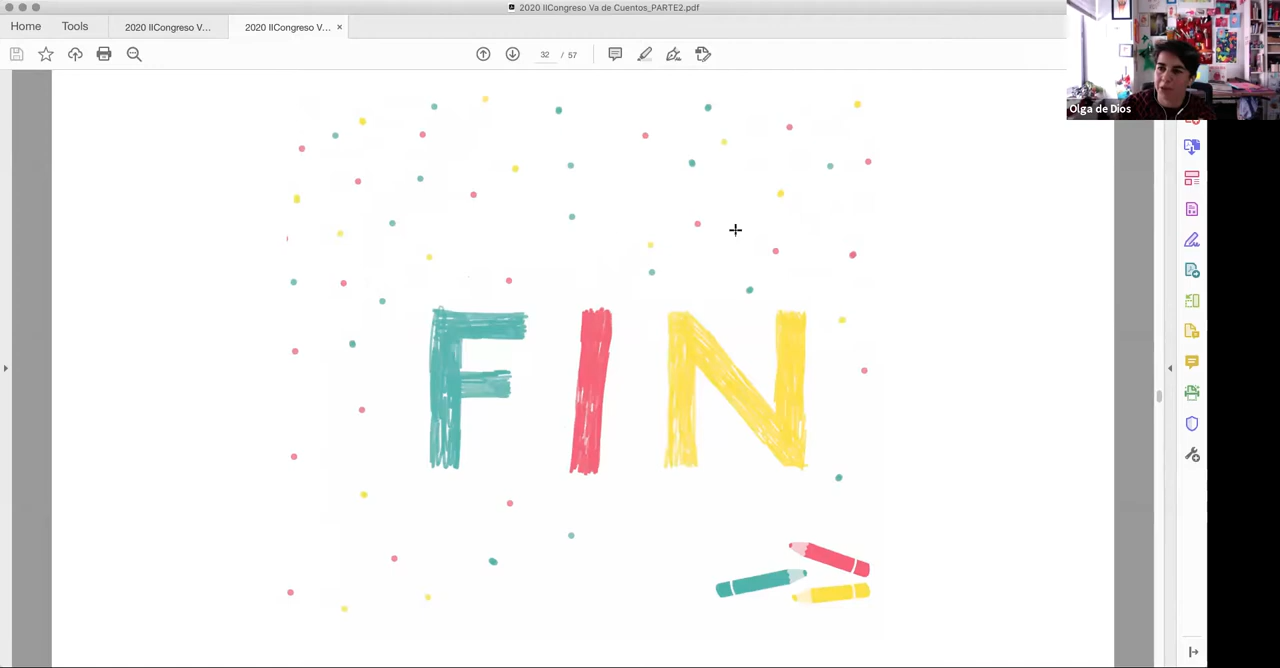 2020 IICongreso Va de Cuentos_PARTE2.pdf
Home
Tools
2020 IICongreso V...
2020 IICongreso V... ×
32 / 57
Olga de Dios
FIN